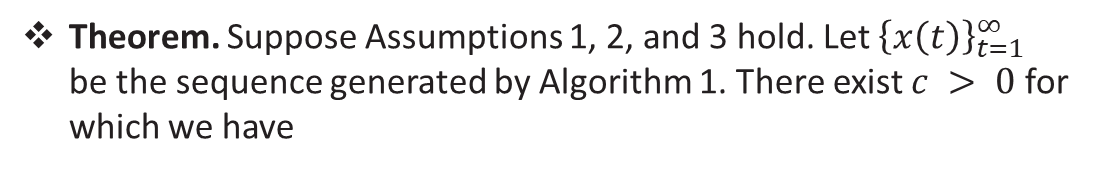 ❖ Theorem. Suppose Assumptions 1, 2, and 3 hold. Let {𝑥(𝑡)}∞𝑡=1
be the sequence generated by Algorithm 1. There exist 𝑐 > 0 for
which we have